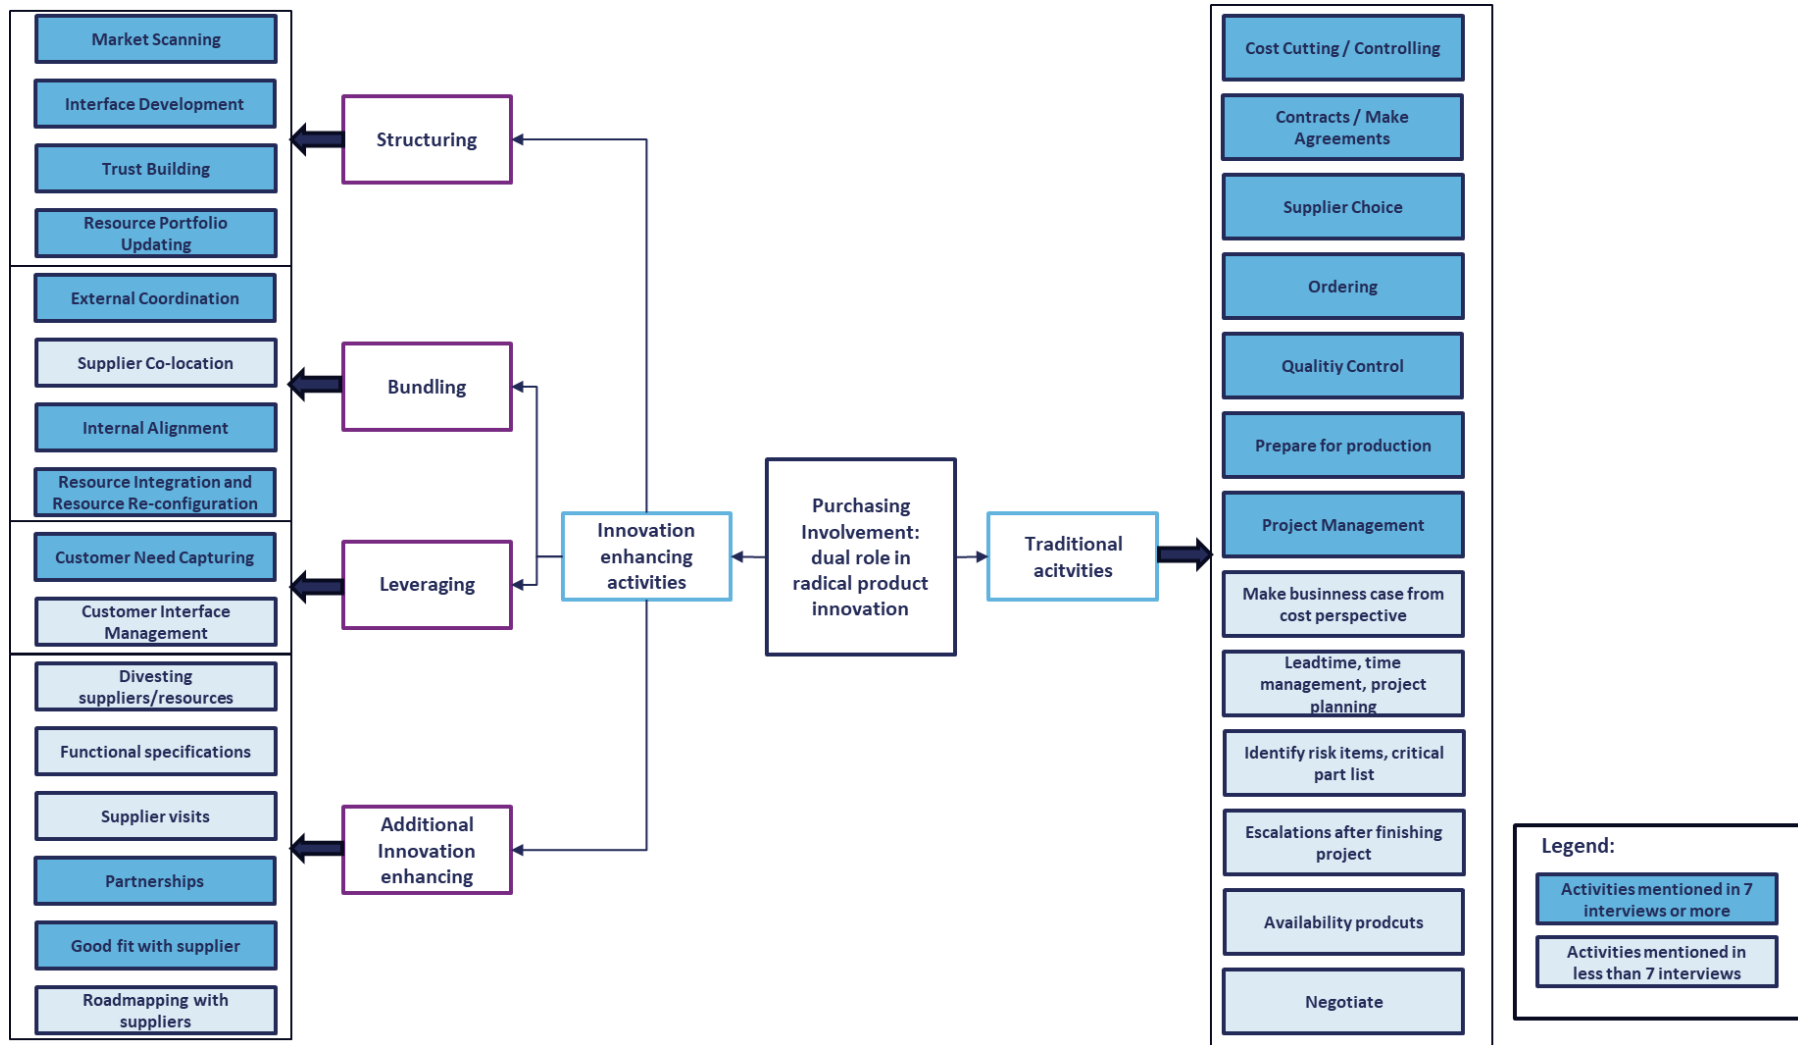 Market Scanning
Interface Development
Trust Building
Resource Portfolio
Updating
External Coordination
Supplier Co-location
Internal Alignment
Resource Integration and
Resource Re-configuration
Customer Need Capturing
Customer Interface
Management
Divesting
suppliers/resources
Functional specifications
Supplier visits
Partnerships
Good fit with supplier
Roadmapping with
suppliers
Structuring
Bundling
Leveraging
Additional
Innovation
enhancing
Innovation
enhancing
activities
Purchasing
Involvement:
dual role in
radical product
innovation
Traditional
acitvities
Cost Cutting / Controlling
Contracts / Make
Agreements
Supplier Choice
Ordering
Qualitiy Control
Prepare for production
Project Management
Make businness case from
cost perspective
Leadtime, time
management, project
planning
Identify risk items, critical
part list
Escalations after finishing
project
Availability prodcuts
Negotiate
Legend:
Activities mentioned in 7
interviews or more
Activities mentioned in
less than 7 interviews